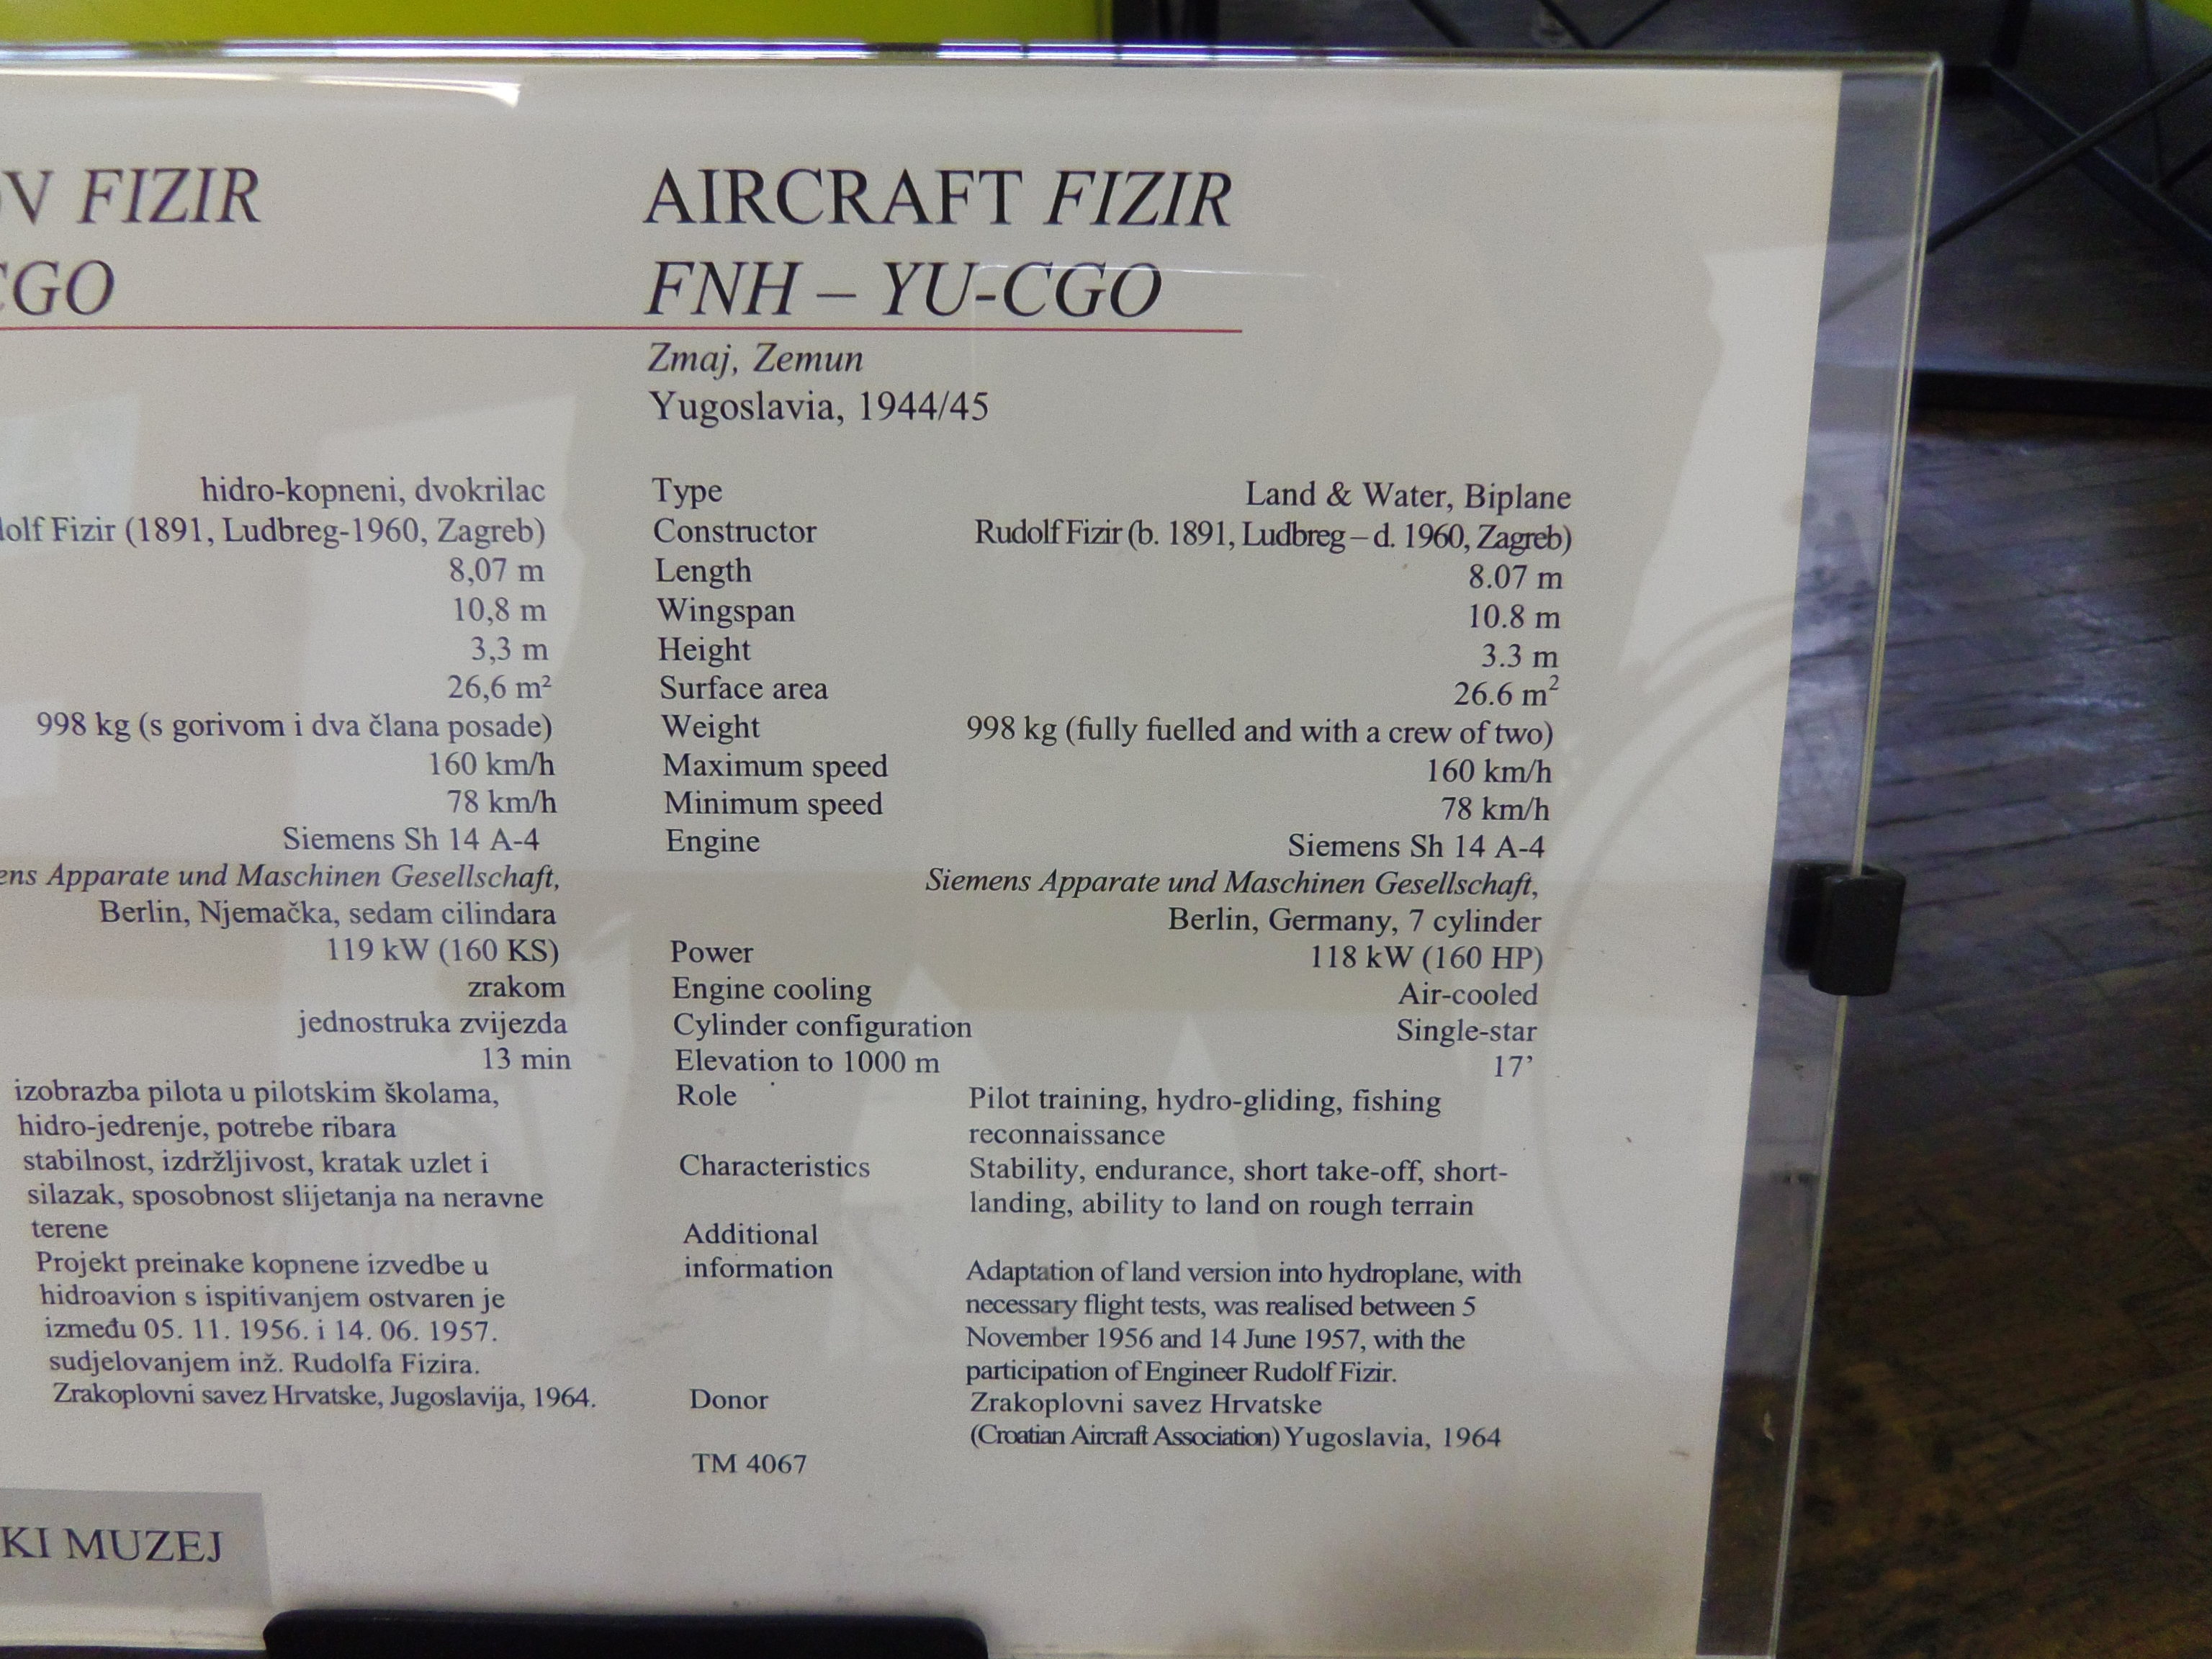 FIZIR
CGO
hidro-kopneni, dvokrilac
Fizir (1891, Ludbreg-1960, Zagreb)
8,07 m
10,8 m
3,3 m
26,6 m²
998 kg (s gorivom i dva člana posade)
160 km/h
78 km/h
Siemens Sh 14 A-4
Apparate und Maschinen Gesellschaft,
Berlin, Njemačka, sedam cilindara
119 kW (160 KS)
zrakom
jednostruka zvijezda
13 min
izobrazba pilota u pilotskim školama,
hidro-jedrenje, potrebe ribara
stabilnost, izdržljivost, kratak uzlet i
silazak, sposobnost slijetanja na neravne
terene
Projekt preinake kopnene izvedbe u
hidroavion s ispitivanjem ostvaren je
između 05. 11. 1956. i 14. 06. 1957.
sudjelovanjem inž. Rudolfa Fizira.
Zrakoplovni savez Hrvatske, Jugoslavija, 1964.
KI MUZEJ
AIRCRAFT FIZIR
FNH – YU-CGO
Zmaj, Zemun
Yugoslavia, 1944/45
Type Land & Water, Biplane
Constructor Rudolf Fizir (b. 1891, Ludbreg – d. 1960, Zagreb)
Length 8.07 m
Wingspan 10.8 m
Height 3.3 m
Surface area 26.6 m²
Weight 998 kg (fully fuelled and with a crew of two)
Maximum speed 160 km/h
Minimum speed 78 km/h
Engine Siemens Sh 14 A-4
Siemens Apparate und Maschinen Gesellschaft,
Berlin, Germany, 7 cylinder
Power 118 kW (160 HP)
Engine cooling Air-cooled
Cylinder configuration Single-star
Elevation to 1000 m 17’
Role Pilot training, hydro-gliding, fishing
reconnaissance
Characteristics Stability, endurance, short take-off, short-
landing, ability to land on rough terrain
Additional
information Adaptation of land version into hydroplane, with
necessary flight tests, was realised between 5
November 1956 and 14 June 1957, with the
participation of Engineer Rudolf Fizir.
Donor Zrakoplovni savez Hrvatske
(Croatian Aircraft Association) Yugoslavia, 1964
TM 4067